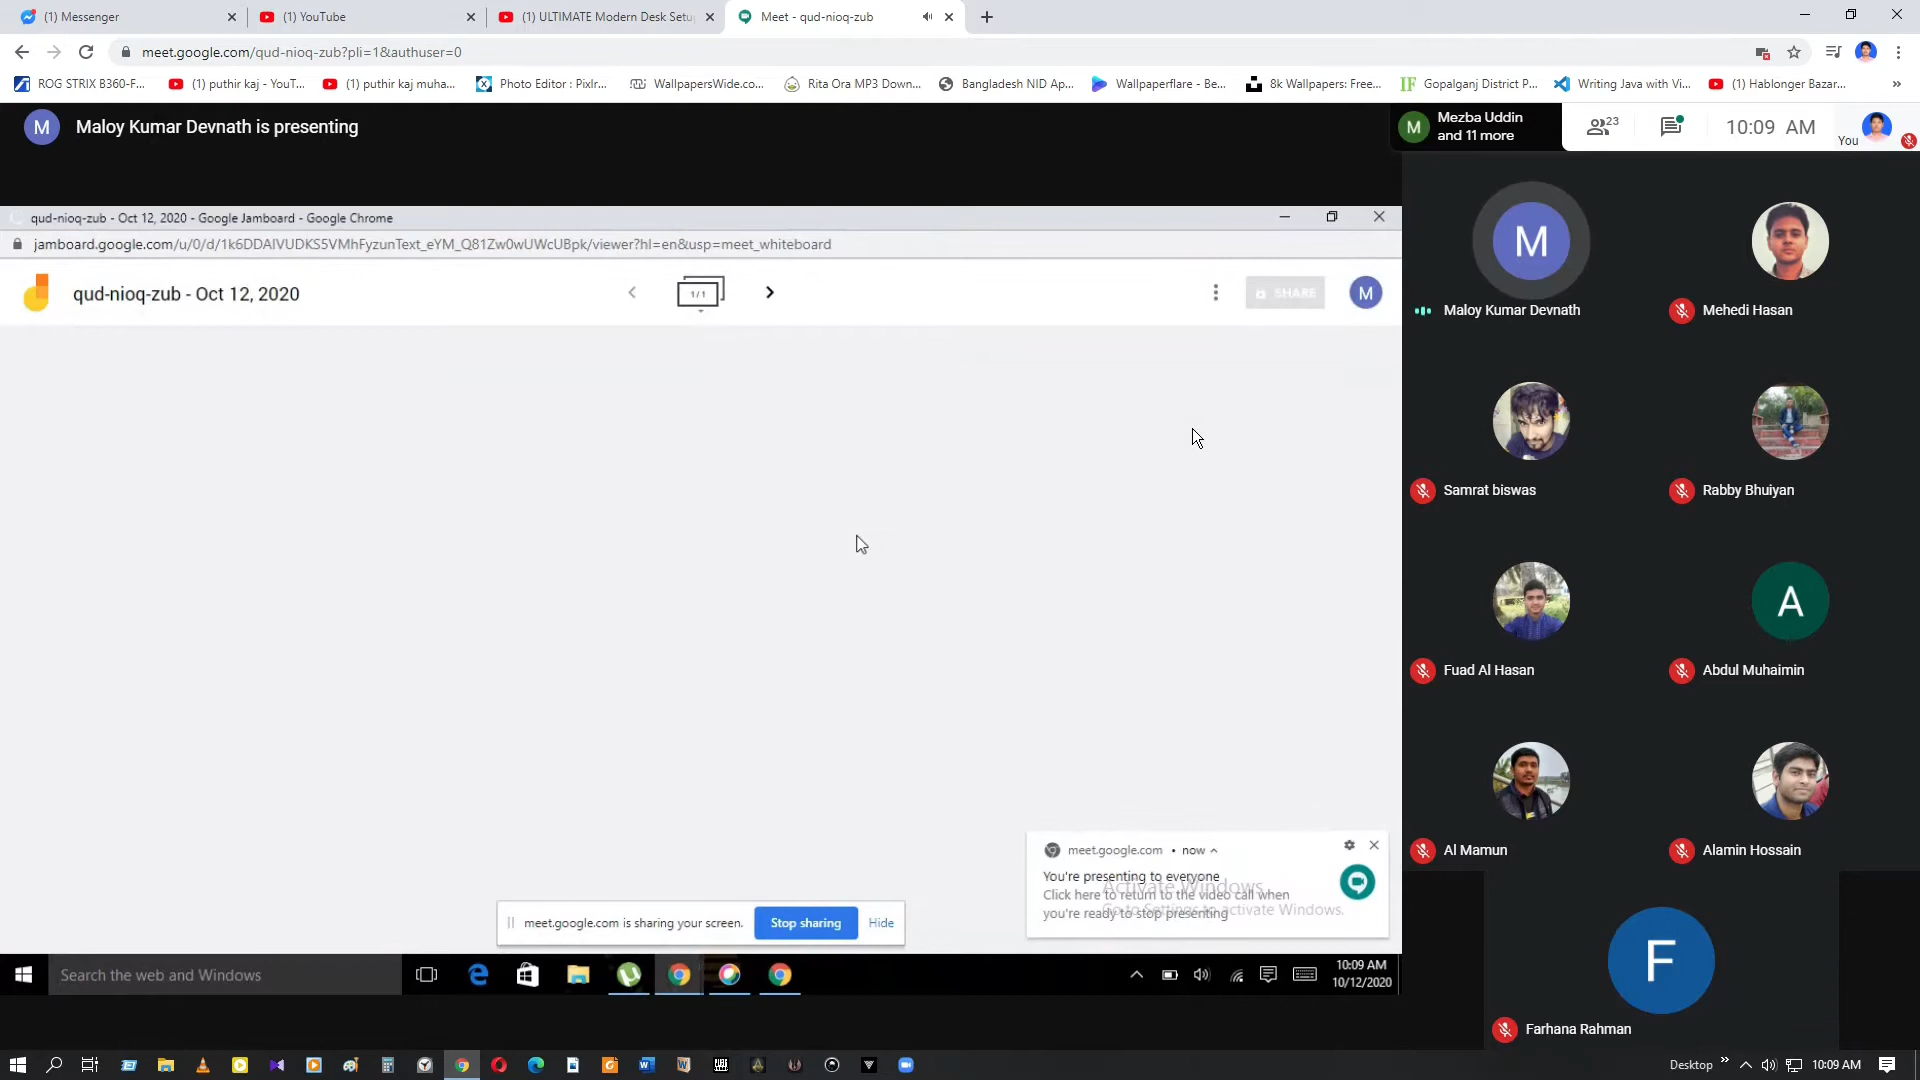 (1) Messenger
(1) YouTube
(1) ULTIMATE Modern Desk Setu
Meet - qud-nioq-zub
meet.google.com/qud-nioq-zub?pli=1&authuser=0
ROG STRIX B360-F...
(1) puthir kaj - YouT...
(1) puthir kaj muha...
Photo Editor : Pixlr...
WallpapersWide.co...
Rita Ora MP3 Down...
Bangladesh NID Ap...
Wallpaperflare - Be...
8k Wallpapers: Free...
Gopalganj District P...
Writing Java with Vi...
(1) Hablonger Bazar...
M
Maloy Kumar Devnath is presenting
M
Mezba Uddin
and 11 more
23
10:09 AM
You
qud-nioq-zub - Oct 12, 2020 - Google Jamboard - Google Chrome
jamboard.google.com/u/0/d/1k6DDAlVUDKS5VMhFyzunText_eYM_Q81Zw0wUWcUBpk/viewer?hl=en&usp=meet_whiteboard
qud-nioq-zub - Oct 12, 2020
1/1
SHARE
M
M
Maloy Kumar Devnath
Mehedi Hasan
Samrat biswas
Rabby Bhuiyan
Fuad Al Hasan
A
Abdul Muhaimin
Al Mamun
Alamin Hossain
F
Farhana Rahman
meet.google.com • now
You're presenting to everyone
Click here to return to the video call when
you're ready to stop presenting
Activate Windows
Go to Settings to activate Windows.
meet.google.com is sharing your screen.
Stop sharing
Hide
Search the web and Windows
10:09 AM
10/12/2020
Desktop
10:09 AM